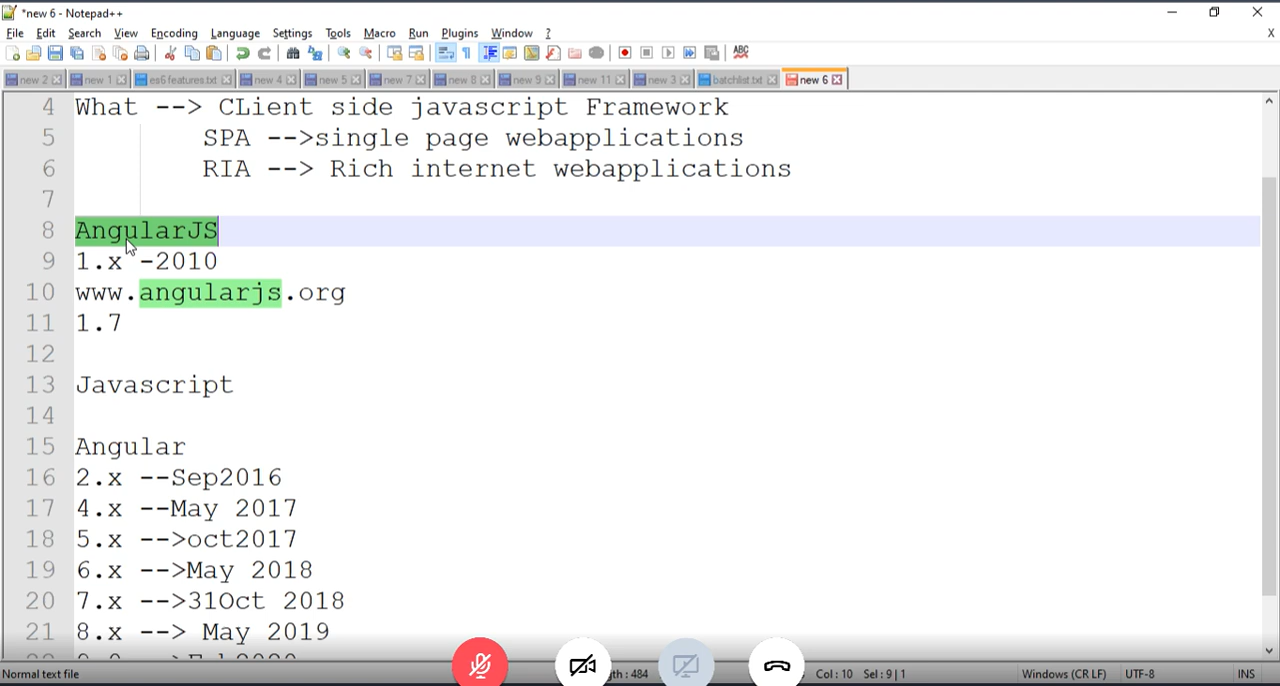 *new 6 - Notepad++
File Edit Search View Encoding Language Settings Tools Macro Run Plugins Window ? X
new 2 new 1 es6 features.txt new 4 new 5 new 7 new 8 new 9 new 11 new 3 batchlist.txt new 6
4 What --> CLient side javascript Framework
5 SPA -->single page webapplications
6 RIA --> Rich internet webapplications
7
8 AngularJS
9 1.x -2010
10 www.angularjs.org
11 1.7
12
13 Javascript
14
15 Angular
16 2.x --Sep2016
17 4.x --May 2017
18 5.x -->oct2017
19 6.x -->May 2018
20 7.x -->31Oct 2018
21 8.x --> May 2019
Normal text file : 484 Col : 10 Sel : 9 | 1 Windows (CR LF) UTF-8 INS